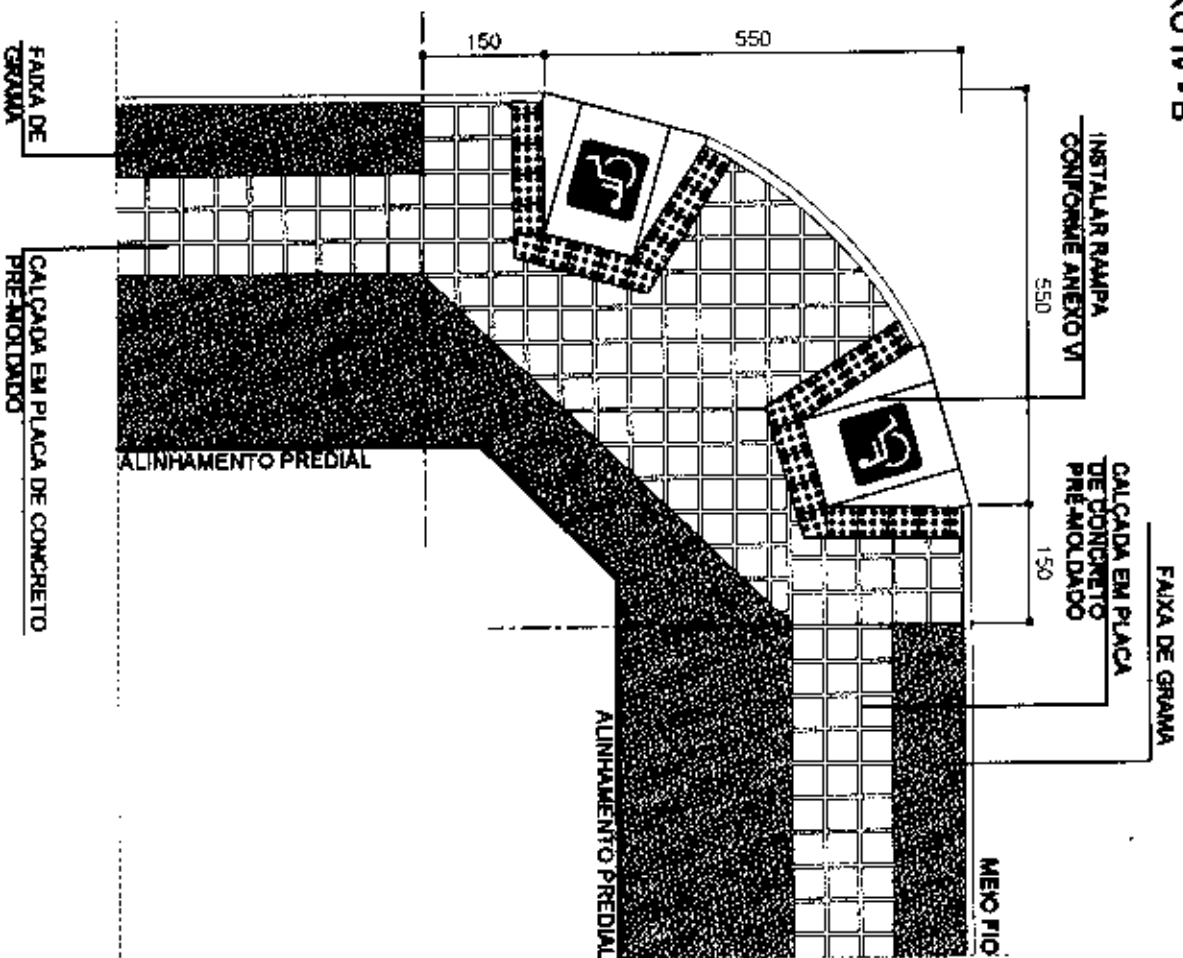 150
550
550
150
INSTALAR RAMPA
CONFORME ANEXO VI
CALÇADA EM PLACA
DE CONCRETO
PRÉ-MOLDADO
FAIXA DE GRAMA
MEIO FIO
ALINHAMENTO PREDIAL
ALINHAMENTO PREDIAL
FAIXA DE
GRAMA
CALÇADA EM PLACA DE CONCRETO
PRÉ-MOLDADO